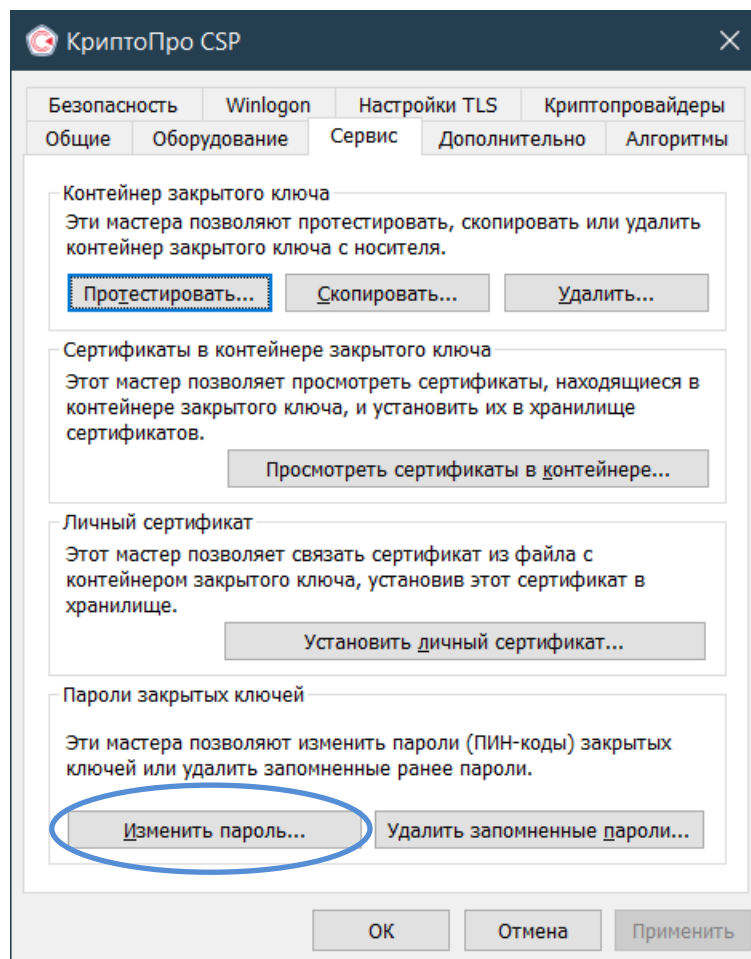 КриптоПро CSP
Безопасность Winlogon Настройки TLS Криптопровайдеры
Общие Оборудование Сервис Дополнительно Алгоритмы
Контейнер закрытого ключа
Эти мастера позволяют протестировать, скопировать или удалить
контейнер закрытого ключа с носителя.
Протестировать... Скопировать... Удалить...
Сертификаты в контейнере закрытого ключа
Этот мастер позволяет просмотреть сертификаты, находящиеся в
контейнере закрытого ключа, и установить их в хранилище
сертификатов.
Просмотреть сертификаты в контейнере...
Личный сертификат
Этот мастер позволяет связать сертификат из файла с
контейнером закрытого ключа, установив этот сертификат в
хранилище.
Установить личный сертификат...
Пароли закрытых ключей
Эти мастера позволяют изменить пароли (ПИН-коды) закрытых
ключей или удалить запомненные ранее пароли.
Изменить пароль... Удалить запомненные пароли...
ОК Отмена Применить